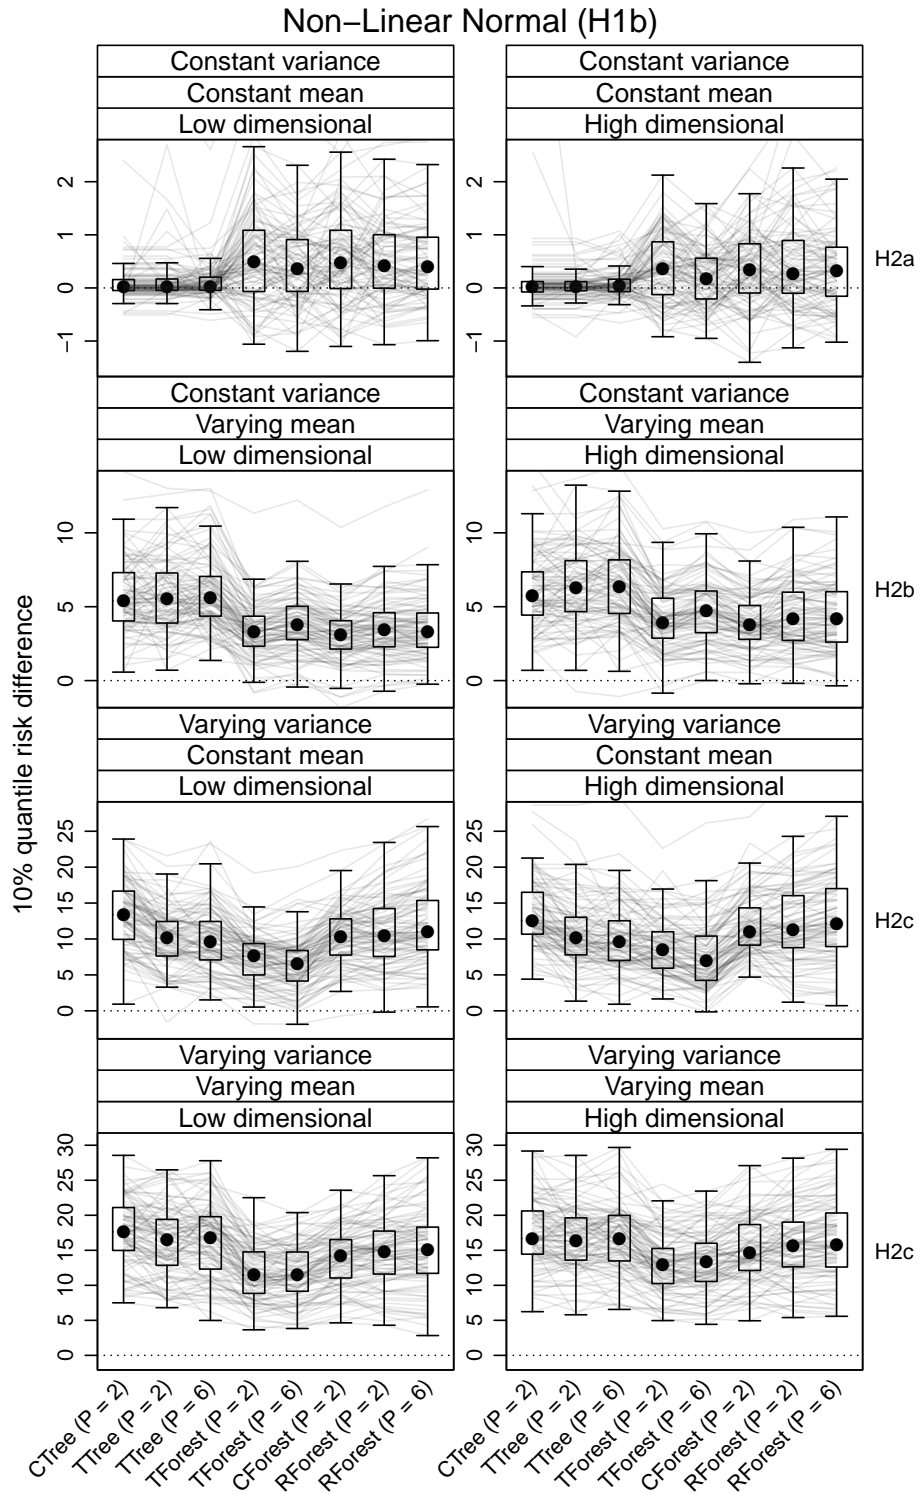 Non−Linear Normal (H1b)
Constant variance
Constant mean
Low dimensional
Constant variance
Constant mean
High dimensional
2
1
0
−1
2
1
0
−1
H2a
Constant variance
Varying mean
Low dimensional
Constant variance
Varying mean
High dimensional
10
5
0
10
5
0
H2b
Varying variance
Constant mean
Low dimensional
Varying variance
Constant mean
High dimensional
25
20
15
10
5
0
25
20
15
10
5
0
H2c
Varying variance
Varying mean
Low dimensional
Varying variance
Varying mean
High dimensional
30
25
20
15
10
5
0
30
25
20
15
10
5
0
H2c
10% quantile risk difference
CTree (P = 2)
TTree (P = 2)
TTree (P = 6)
TForest (P = 2)
TForest (P = 6)
CForest (P = 2)
RForest (P = 2)
RForest (P = 6)
CTree (P = 2)
TTree (P = 2)
TTree (P = 6)
TForest (P = 2)
TForest (P = 6)
CForest (P = 2)
RForest (P = 2)
RForest (P = 6)